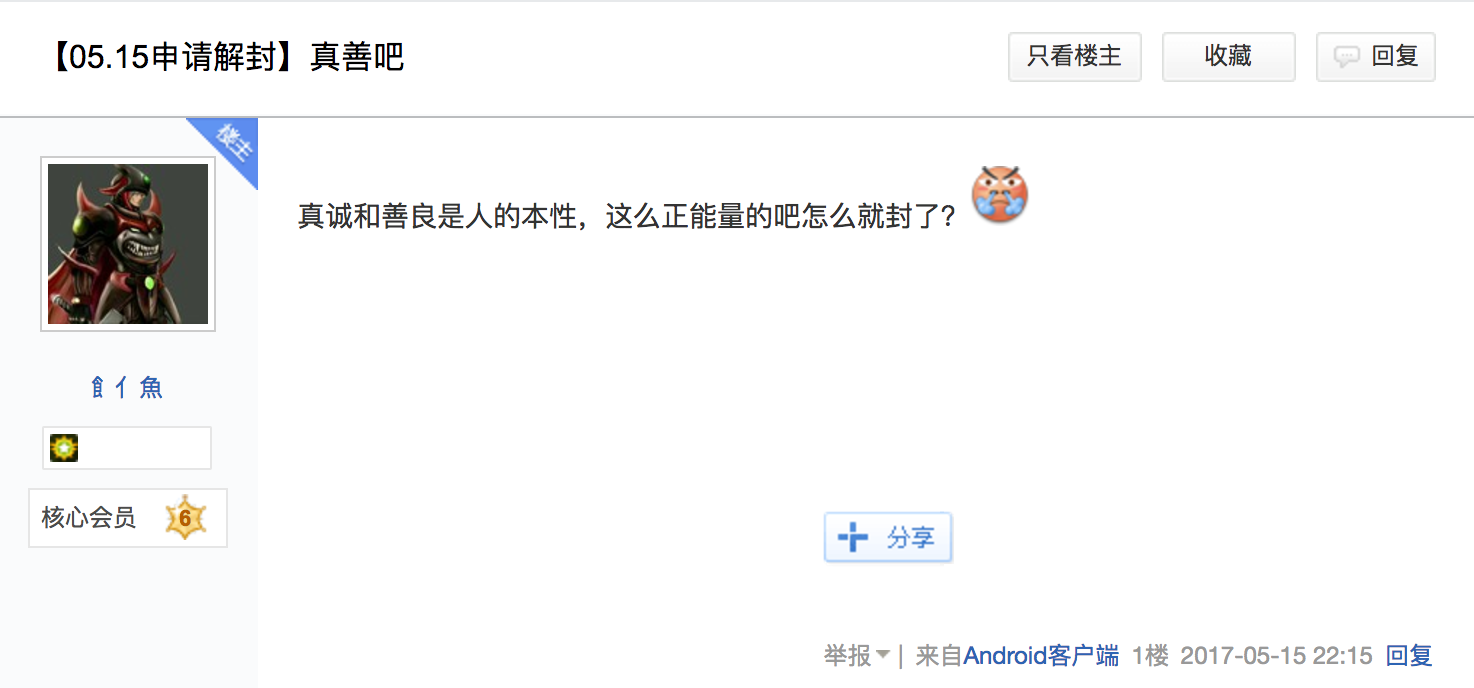 【05.15申请解封】真善吧
只看楼主
收藏
回复
楼主
真诚和善良是人的本性，这么正能量的吧怎么就封了?
飠亻魚
核心会员 6
分享
举报 | 来自Android客户端 1楼 2017-05-15 22:15 回复